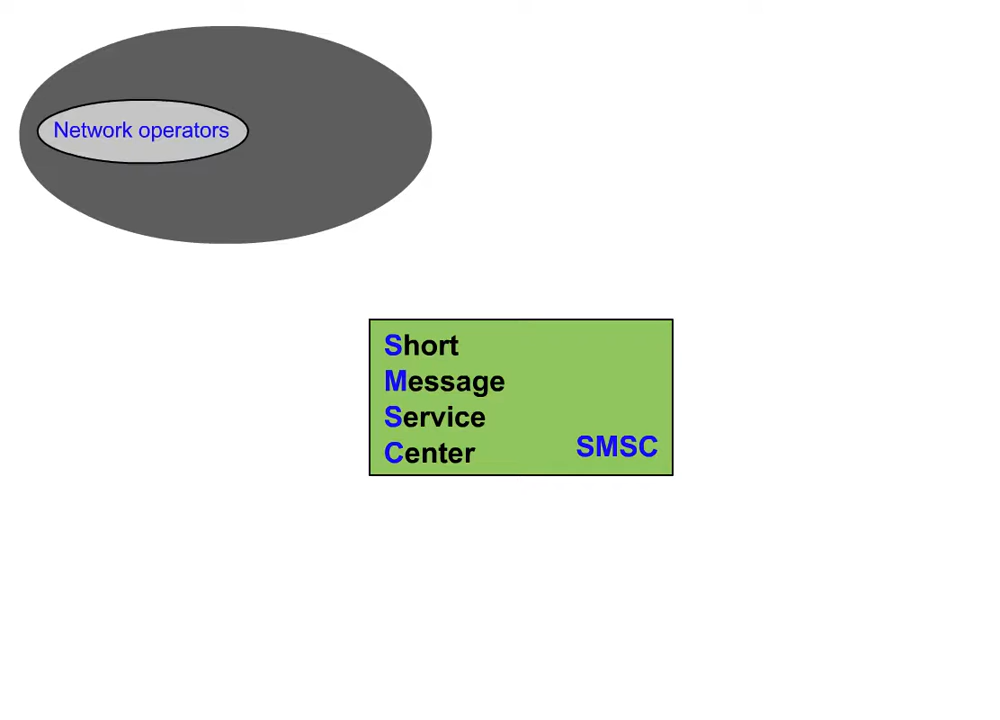 Network operators
Short
Message
Service
Center
SMSC